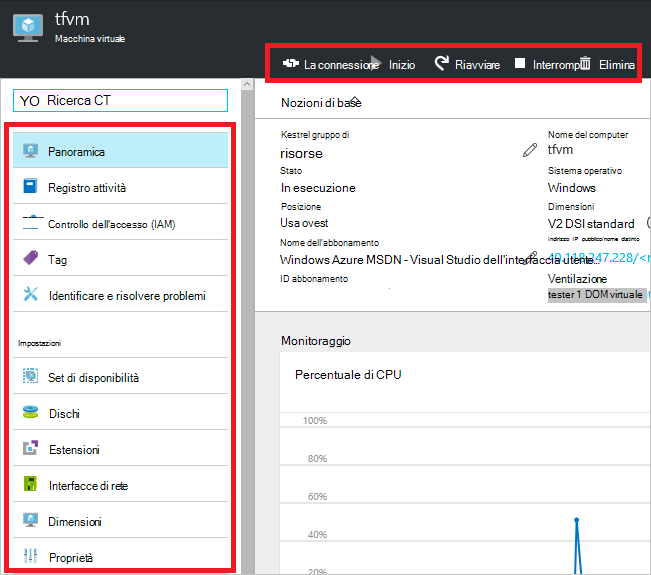 tfvm
Macchina virtuale
La connessione
Inizio
Riavviare
Interromp
Elimina
YO Ricerca CT
Panoramica
Registro attività
Controllo dell'accesso (IAM)
Tag
Identificare e risolvere problemi
Impostazioni
Set di disponibilità
Dischi
Estensioni
Interfacce di rete
Dimensioni
Proprietà
Nozioni di base
Kestrel gruppo di
risorse
Stato
In esecuzione
Posizione
Usa ovest
Nome dell'abbonamento
Windows Azure MSDN - Visual Studio dell'interfaccia utente...
ID abbonamento
Nome del computer
tfvm
Sistema operativo
Windows
Dimensioni
V2 DSI standard
Indirizzo IP pubblico/nome distinto
40.118.247.228/<
Ventilazione
tester 1 DOM virtuale
Monitoraggio
Percentuale di CPU
100%
80%
60%
40%
20%